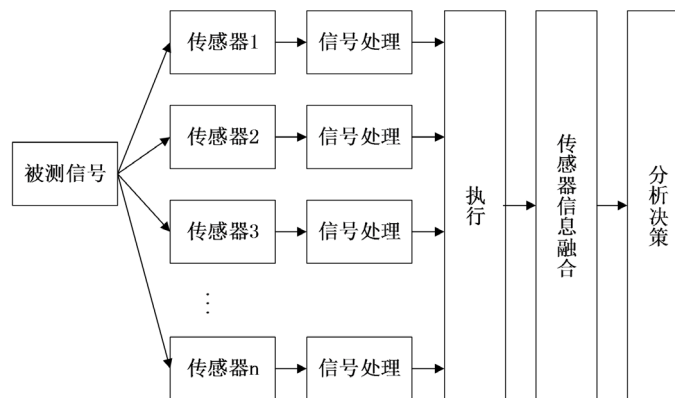 传感器1
信号处理
传感器2
信号处理
被测信号
传感器3
信号处理
⋮
传感器n
信号处理
执行
传感器信息融合
分析决策